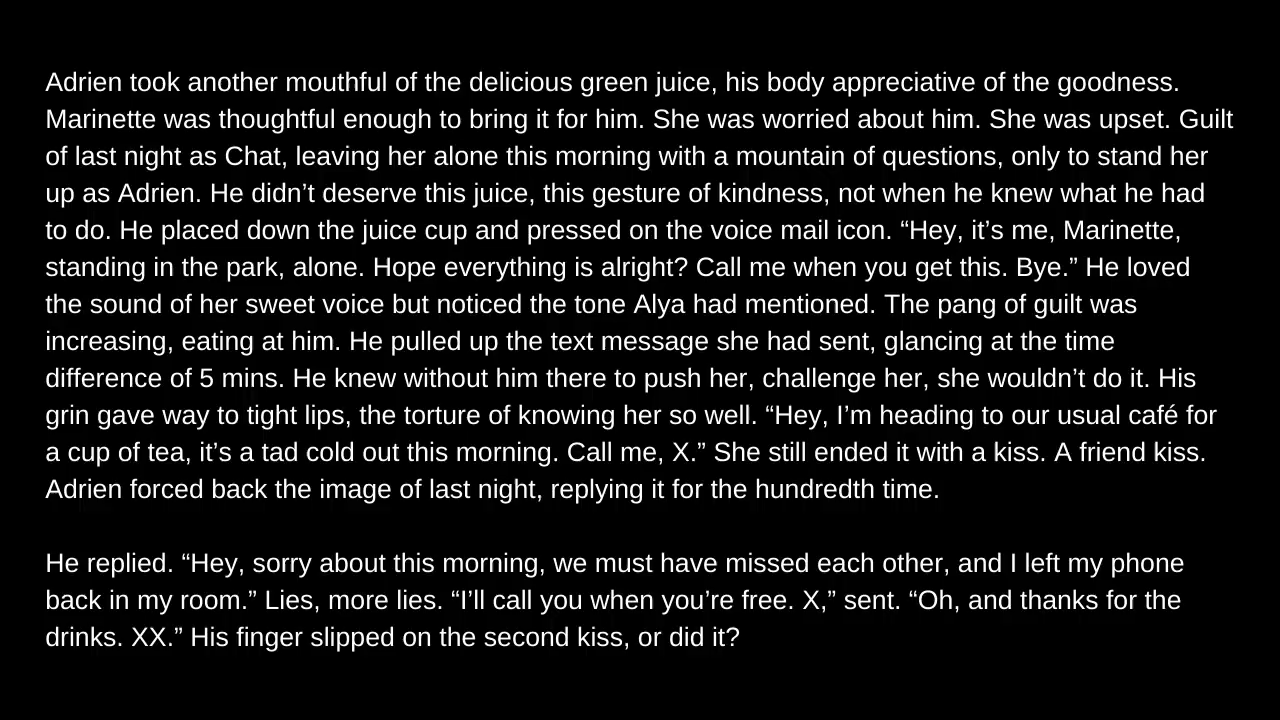 Adrien took another mouthful of the delicious green juice, his body appreciative of the goodness.
Marinette was thoughtful enough to bring it for him. She was worried about him. She was upset. Guilt
of last night as Chat, leaving her alone this morning with a mountain of questions, only to stand her
up as Adrien. He didn’t deserve this juice, this gesture of kindness, not when he knew what he had
to do. He placed down the juice cup and pressed on the voice mail icon. “Hey, it’s me, Marinette,
standing in the park, alone. Hope everything is alright? Call me when you get this. Bye.” He loved
the sound of her sweet voice but noticed the tone Alya had mentioned. The pang of guilt was
increasing, eating at him. He pulled up the text message she had sent, glancing at the time
difference of 5 mins. He knew without him there to push her, challenge her, she wouldn’t do it. His
grin gave way to tight lips, the torture of knowing her so well. “Hey, I’m heading to our usual café for
a cup of tea, it’s a tad cold out this morning. Call me, X.” She still ended it with a kiss. A friend kiss.
Adrien forced back the image of last night, replying it for the hundredth time.

He replied. “Hey, sorry about this morning, we must have missed each other, and I left my phone
back in my room.” Lies, more lies. “I’ll call you when you’re free. X,” sent. “Oh, and thanks for the
drinks. XX.” His finger slipped on the second kiss, or did it?